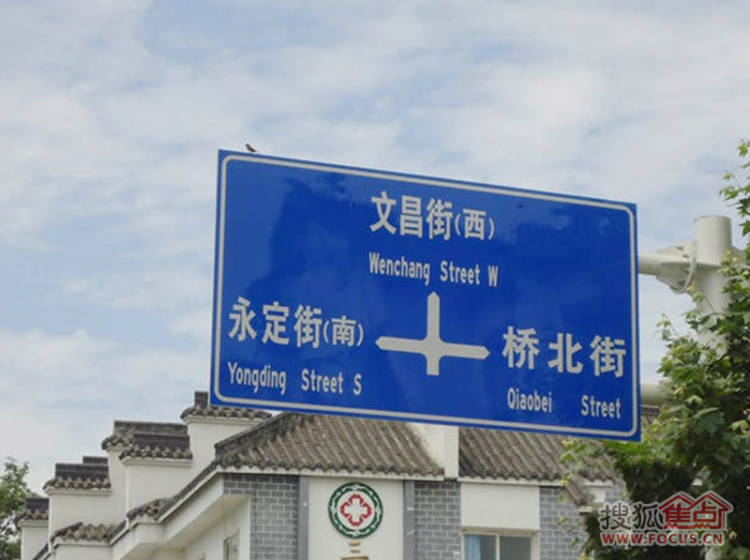 文昌街(西)
Wenchang Street W
永定街(南)
Yongding Street S
桥北街
Qiaobei Street
搜狐焦点
WWW.FOCUS.CN